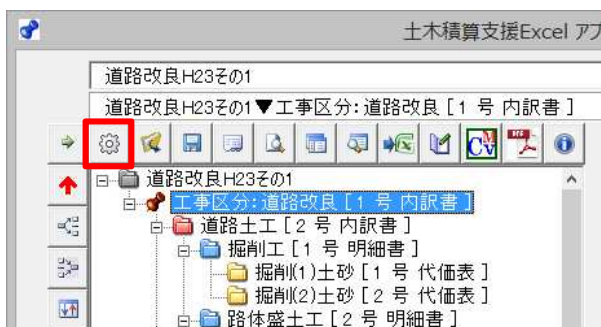 土木積算支援Excel アプ
道路改良H23その1
道路改良H23その1▼工事区分:道路改良 [ 1 号 内訳書 ]
CV
PDF
道路改良H23その1
工事区分:道路改良 [ 1 号 内訳書 ]
道路土工 [ 2 号 内訳書 ]
掘削工 [ 1 号 明細書 ]
掘削(1)土砂 [ 1 号 代価表 ]
掘削(2)土砂 [ 2 号 代価表 ]
路体盛土工 [ 2 号 明細書 ]